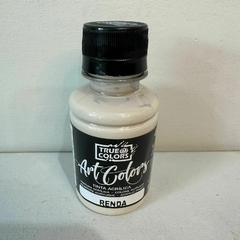 TRUE@
COLORS
Art Colors
TINTA ACRÍLICA
RENDA